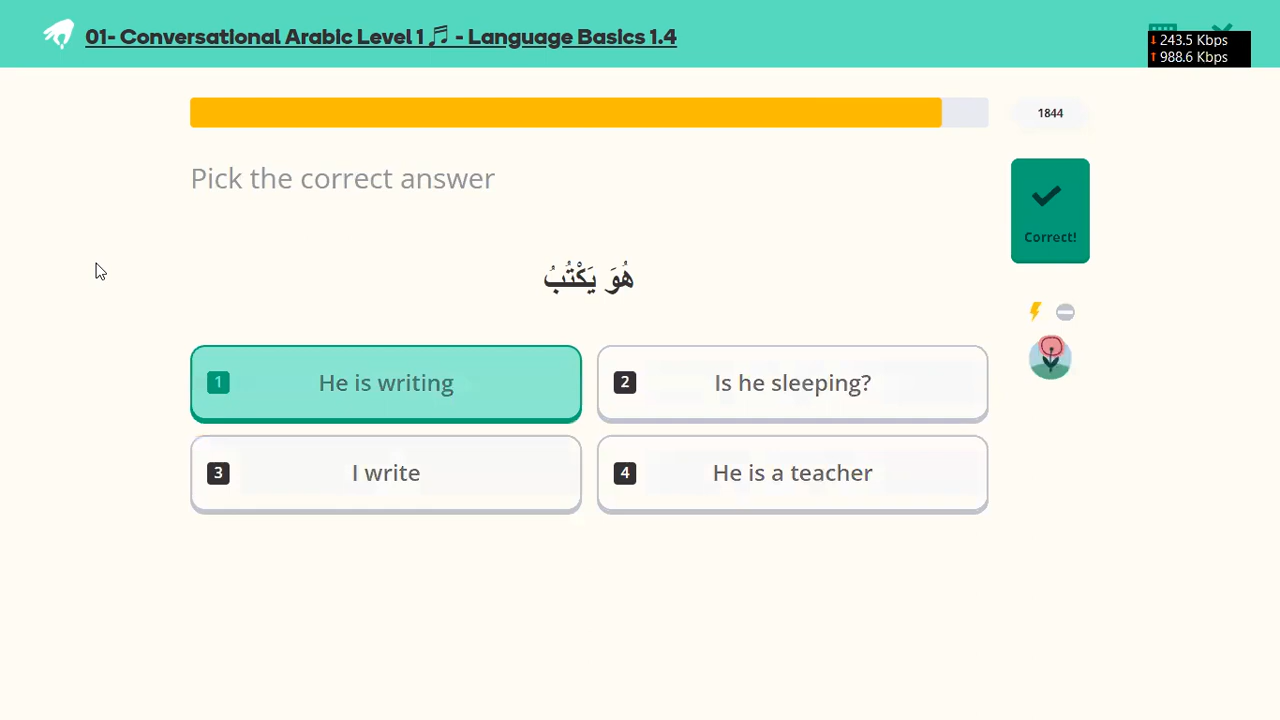 01- Conversational Arabic Level 1 🎵 - Language Basics 1.4
↓ 243.5 Kbps
↑ 988.6 Kbps
1844
Pick the correct answer
Correct!
هُوَ يَكْتُبُ
1 He is writing
2 Is he sleeping?
3 I write
4 He is a teacher